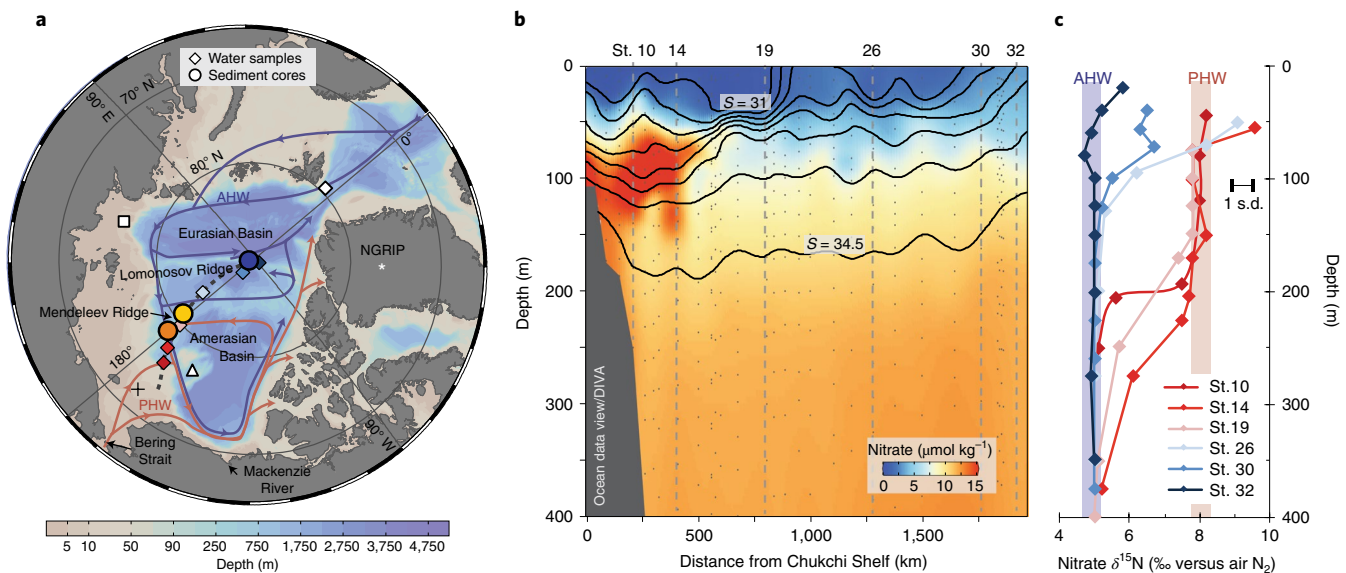 a
Water samples
Sediment cores
70° N
90° E
80° N
0°
AHW
Eurasian Basin
NGRIP
Lomonosov Ridge
Mendeleev Ridge
Amerasian
Basin
180°
PHW
90° W
Bering
Strait
Mackenzie
River
5 10 50 90 250 750 1,750 2,750 3,750 4,750
Depth (m)
b
St. 10 14 19 26 30 32
0
100
200
300
400
Depth (m)
S = 31
S = 34.5
Ocean data view/DIVA
Nitrate (μmol kg⁻¹)
0 5 10 15
0 500 1,000 1,500
Distance from Chukchi Shelf (km)
c
AHW PHW
0
100
200
300
400
Depth (m)
1 s.d.
St.10
St.14
St.19
St. 26
St. 30
St. 32
4 6 8 10
Nitrate δ¹⁵N (‰ versus air N₂)